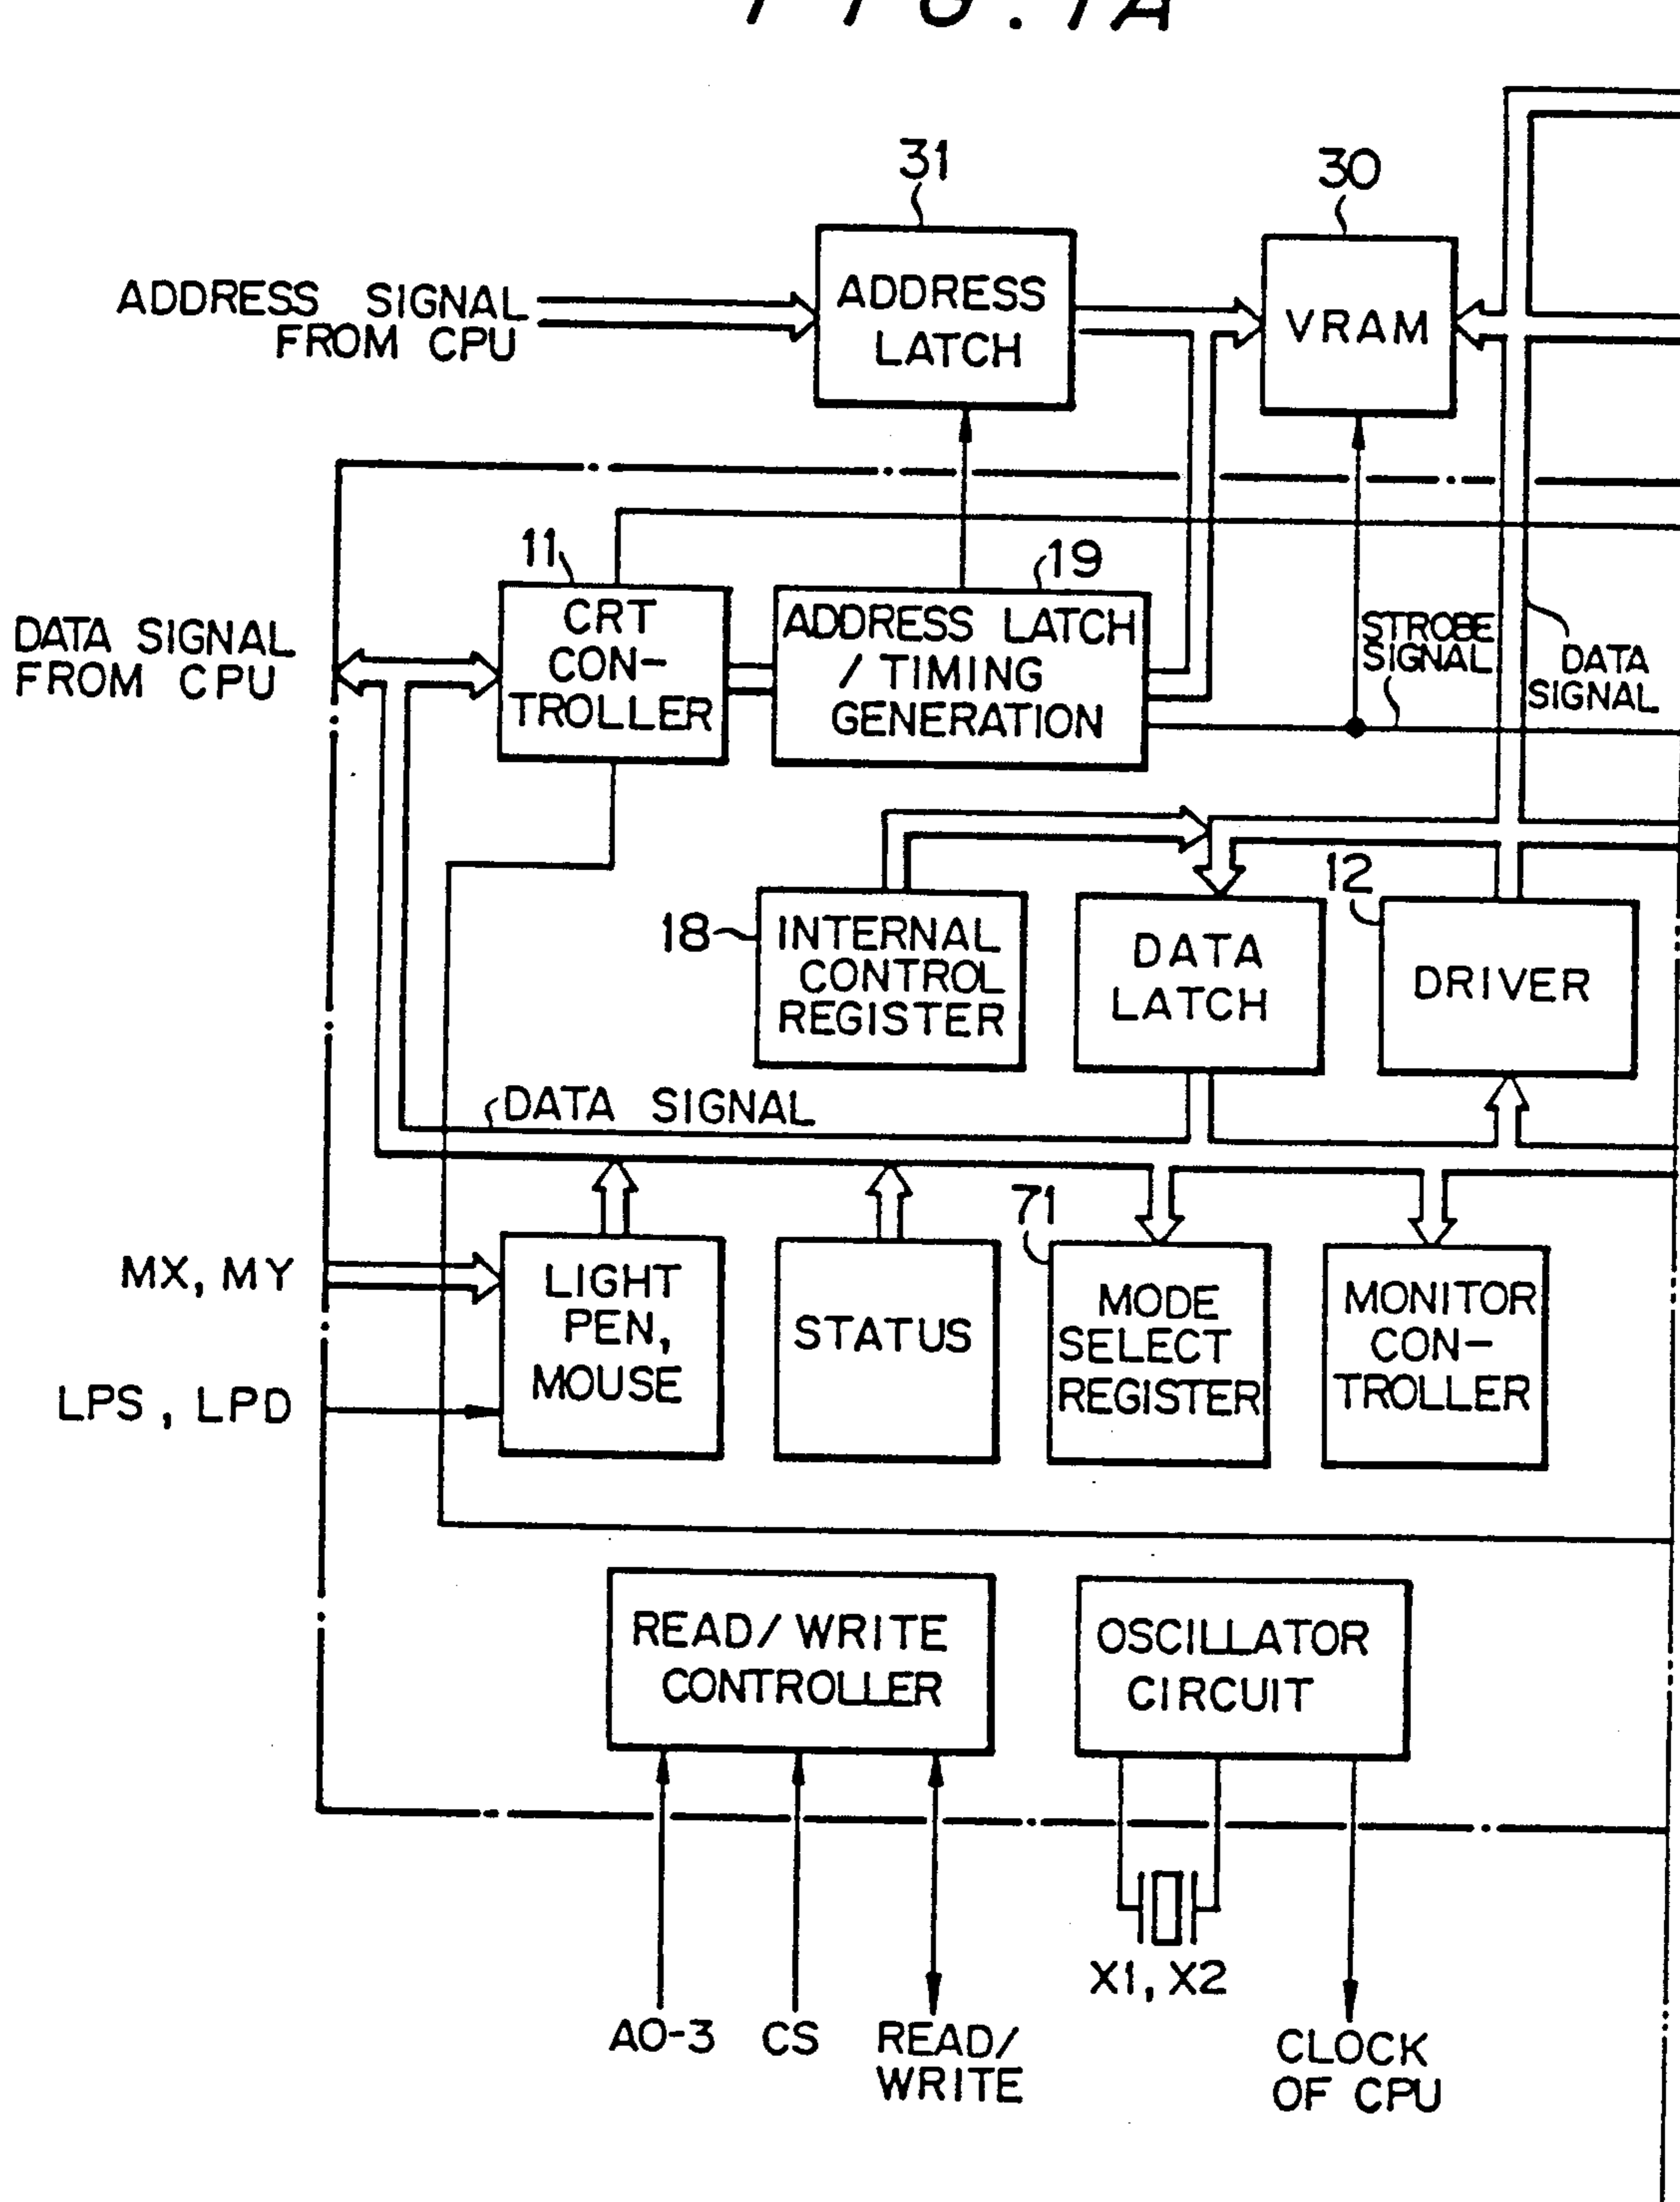 FIG. 1A
31
30
ADDRESS SIGNAL
FROM CPU
ADDRESS
LATCH
VRAM
11
19
DATA SIGNAL
FROM CPU
CRT
CON-
TROLLER
ADDRESS LATCH
/ TIMING
GENERATION
STROBE
SIGNAL
DATA
SIGNAL
12
18
INTERNAL
CONTROL
REGISTER
DATA
LATCH
DRIVER
DATA SIGNAL
71
MX, MY
LPS, LPD
LIGHT
PEN,
MOUSE
STATUS
MODE
SELECT
REGISTER
MONITOR
CON-
TROLLER
READ/WRITE
CONTROLLER
OSCILLATOR
CIRCUIT
X1, X2
AO-3
CS
READ/
WRITE
CLOCK
OF CPU